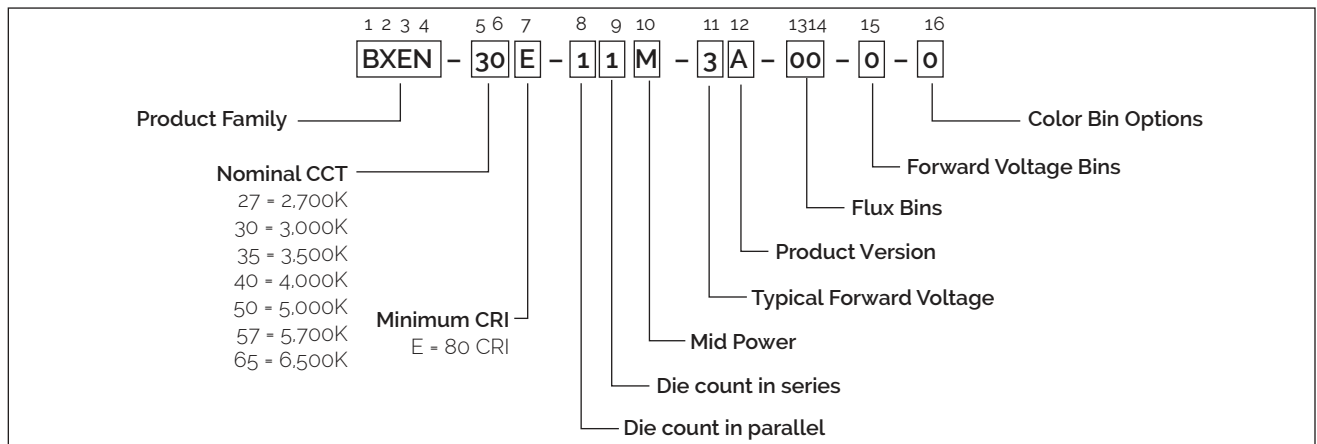 1 2 3 4 5 6 7 8 9 10 11 12 1314 15 16
BXEN – 30 E – 1 1 M – 3 A – 00 – 0 – 0
Product Family
Color Bin Options
Nominal CCT
27 = 2,700K
30 = 3,000K
35 = 3,500K
40 = 4,000K
50 = 5,000K
57 = 5,700K
65 = 6,500K
Forward Voltage Bins
Flux Bins
Product Version
Typical Forward Voltage
Minimum CRI
E = 80 CRI
Mid Power
Die count in series
Die count in parallel